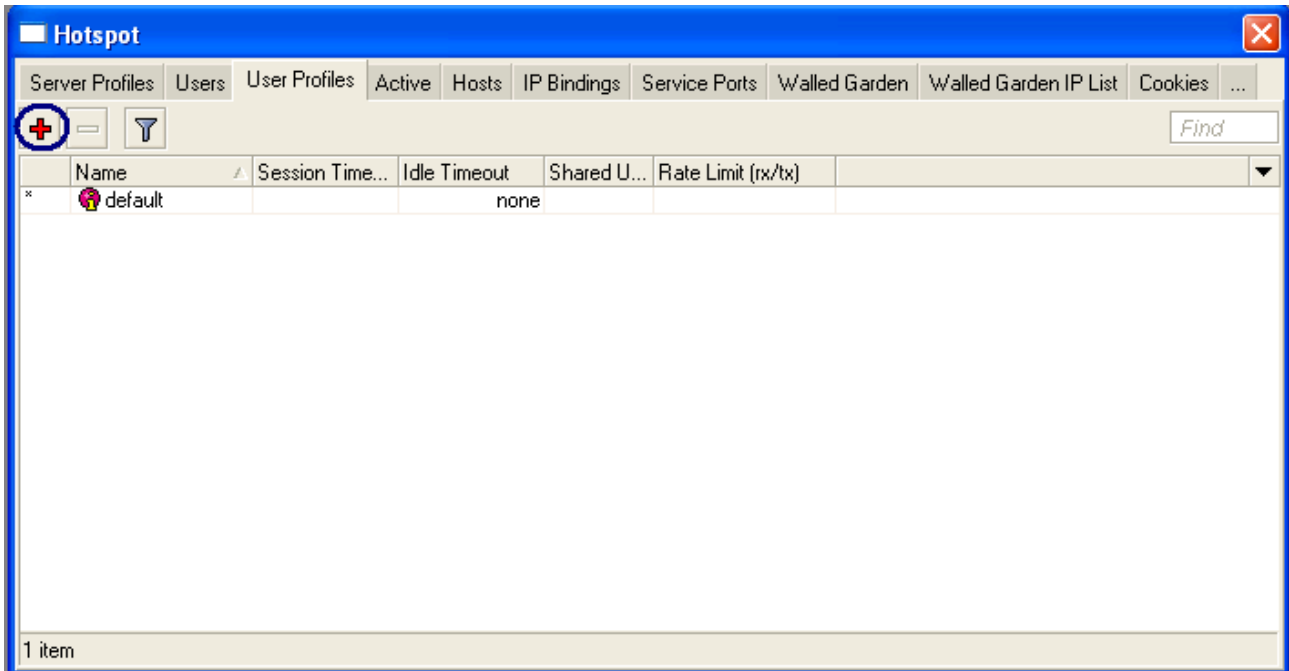 Hotspot
Server Profiles Users User Profiles Active Hosts IP Bindings Service Ports Walled Garden Walled Garden IP List Cookies ...
Find
Name Session Time... Idle Timeout Shared U... Rate Limit (rx/tx)
* default none
1 item